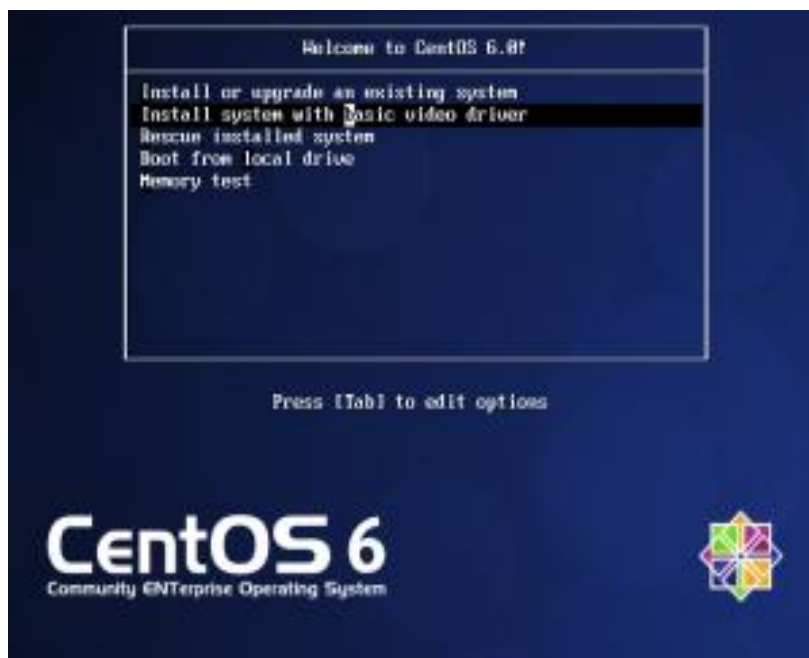 Welcome to CentOS 6.0!
Install or upgrade an existing system
Install system with basic video driver
Rescue installed system
Boot from local drive
Memory test
Press [Tab] to edit options
CentOS 6
Community ENTerprise Operating System